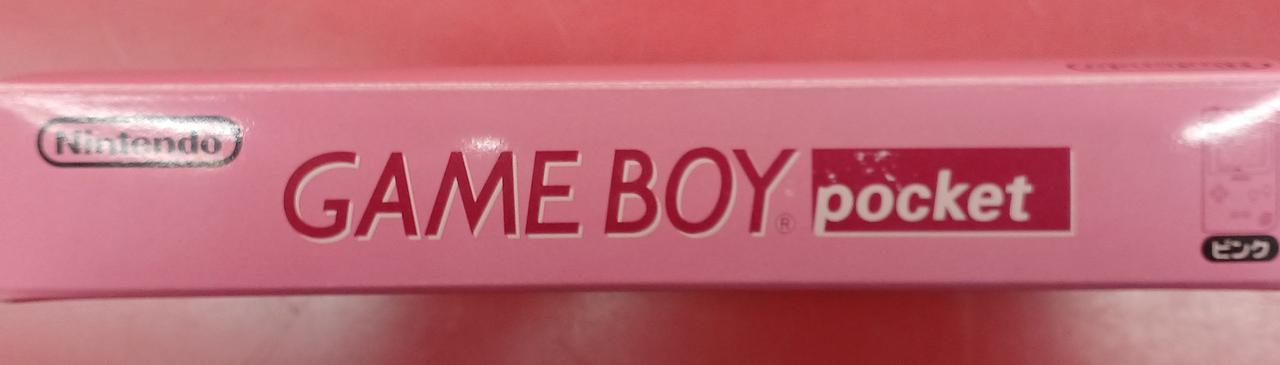 Nintendo
GAME BOY® pocket
ピンク